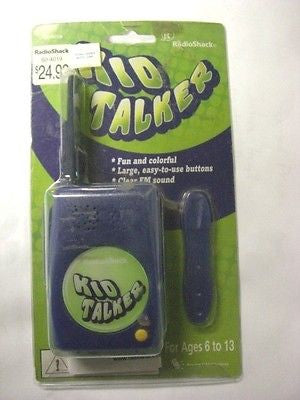 RadioShack
60-4019
$24.99
RadioShack
KID
TALKER
* Fun and colorful
* Large, easy-to-use buttons
* Clear FM sound
RadioShack
KID
TALKER
For Ages 6 to 13